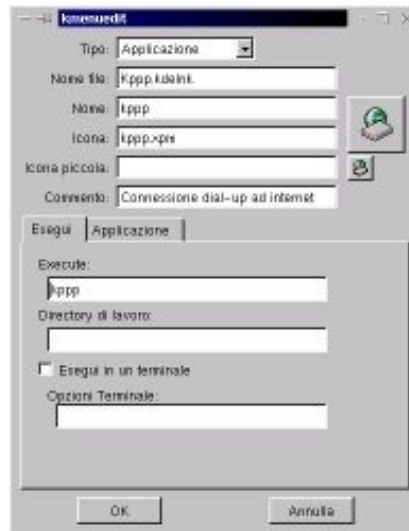 kmenuedit
Tipo: Applicazione
Nome file: Kppp.kdelnk
Nome: kppp
Icona: kppp.xpm
Icona piccola:
Commento: Connessione dial-up ad internet
Esegui Applicazione
Execute:
kppp
Directory di lavoro:
Esegui in un terminale
Opzioni Terminale:
OK Annulla